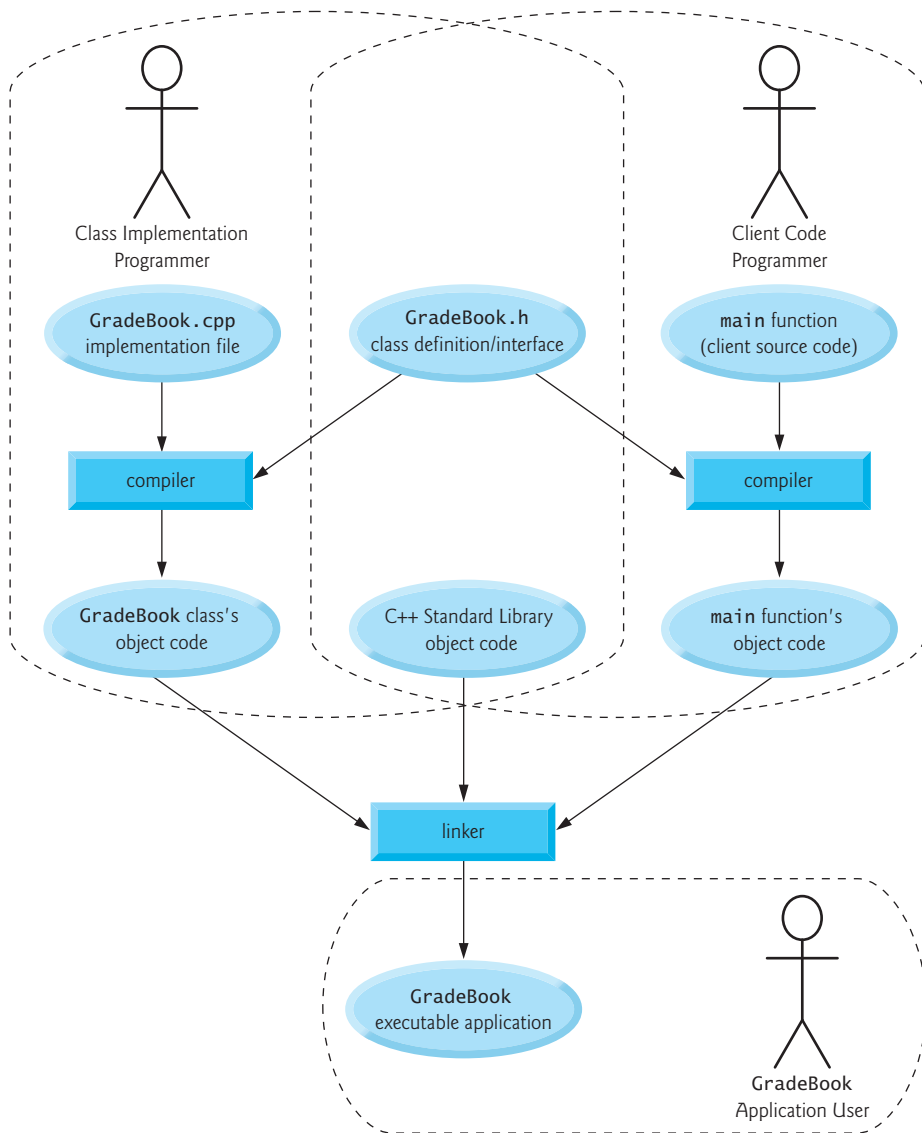 Class Implementation
Programmer
Client Code
Programmer
GradeBook.cpp
implementation file
GradeBook.h
class definition/interface
main function
(client source code)
compiler
compiler
GradeBook class's
object code
C++ Standard Library
object code
main function's
object code
linker
GradeBook
executable application
GradeBook
Application User